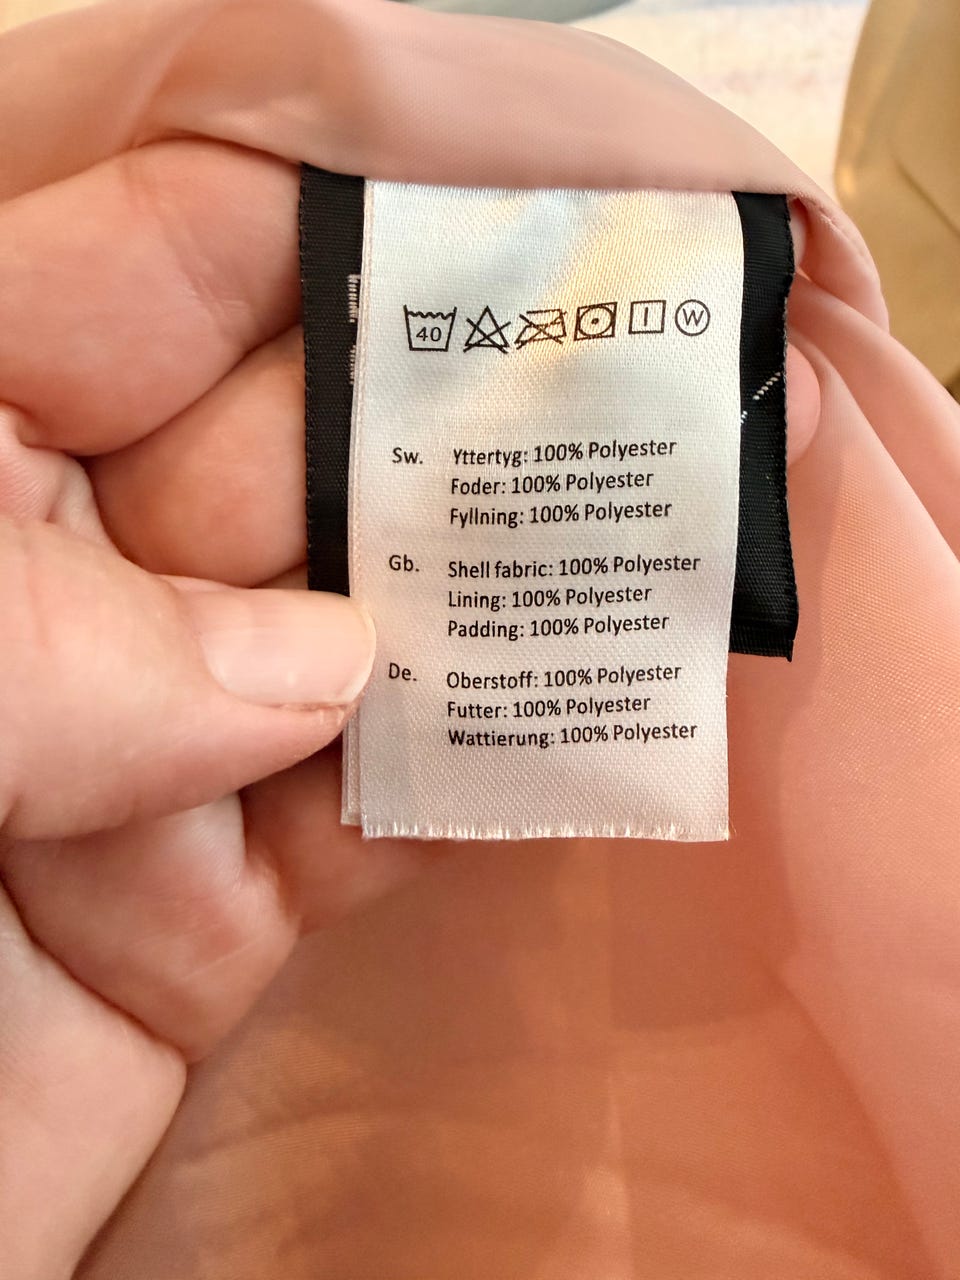 40 W
Sw. Yttertyg: 100% Polyester
Foder: 100% Polyester
Fyllning: 100% Polyester
Gb. Shell fabric: 100% Polyester
Lining: 100% Polyester
Padding: 100% Polyester
De. Oberstoff: 100% Polyester
Futter: 100% Polyester
Wattierung: 100% Polyester